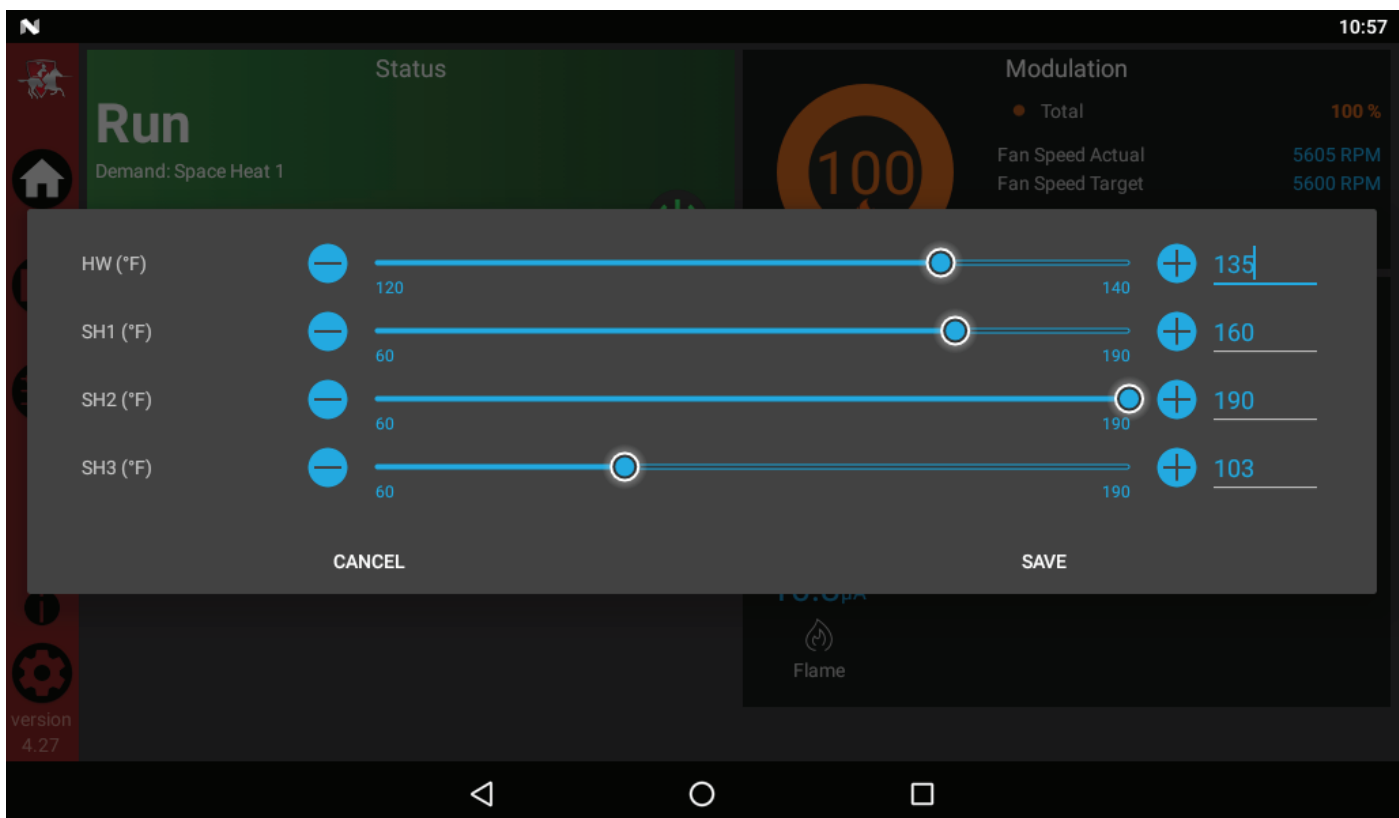 10:57
Status
Run
Demand: Space Heat 1
Modulation
Total 100 %
100
Fan Speed Actual 5605 RPM
Fan Speed Target 5600 RPM
HW (°F) 135
120 140
SH1 (°F) 160
60 190
SH2 (°F) 190
60 190
SH3 (°F) 103
60 190
CANCEL SAVE
Flame
version
4.27